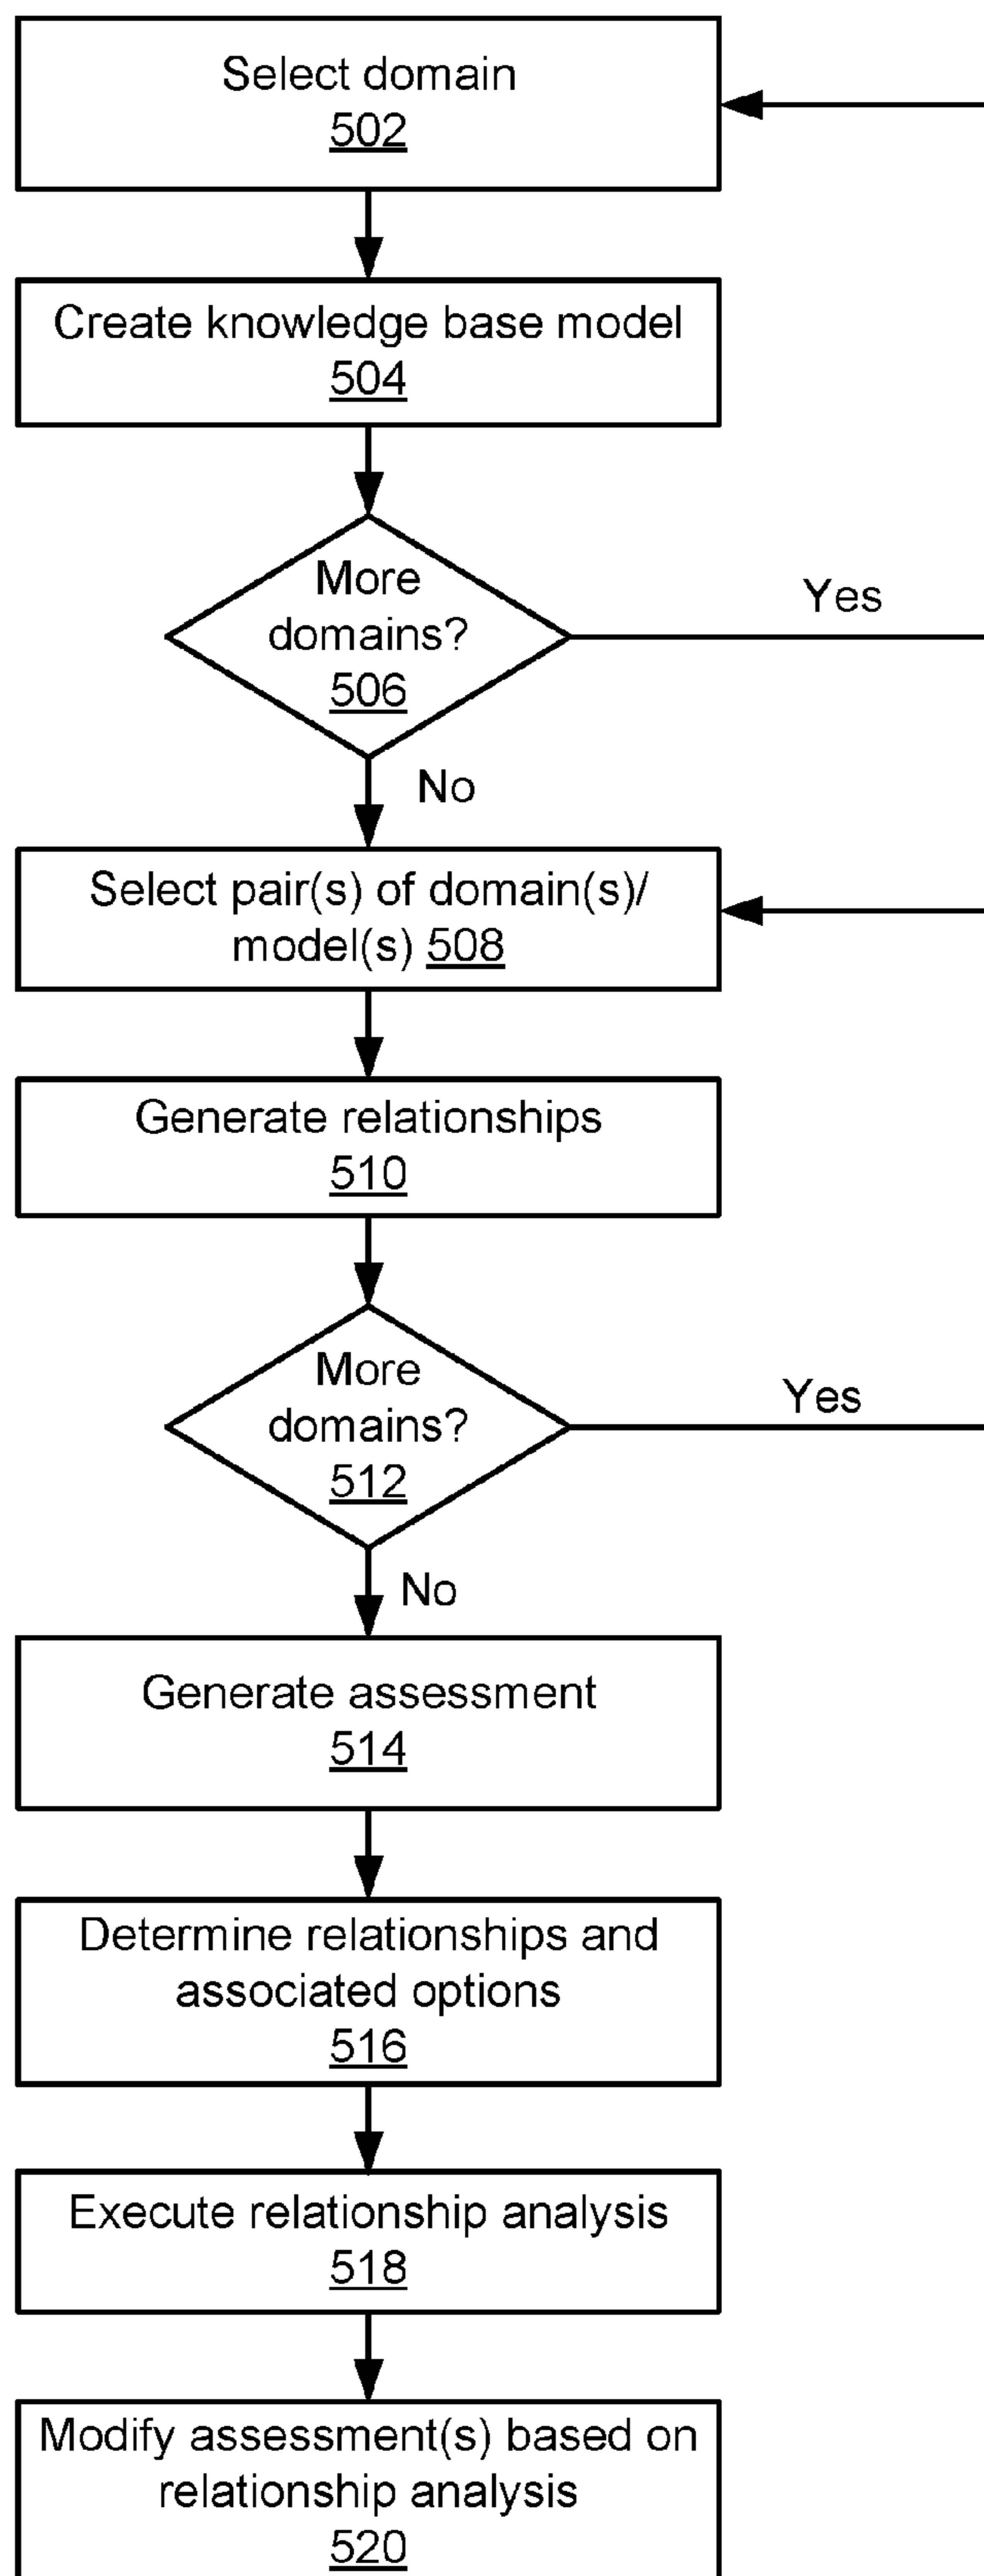 Select domain
502
Create knowledge base model
504
More
domains?
506
Yes
No
Select pair(s) of domain(s)/
model(s) 508
Generate relationships
510
More
domains?
512
Yes
No
Generate assessment
514
Determine relationships and
associated options
516
Execute relationship analysis
518
Modify assessment(s) based on
relationship analysis
520